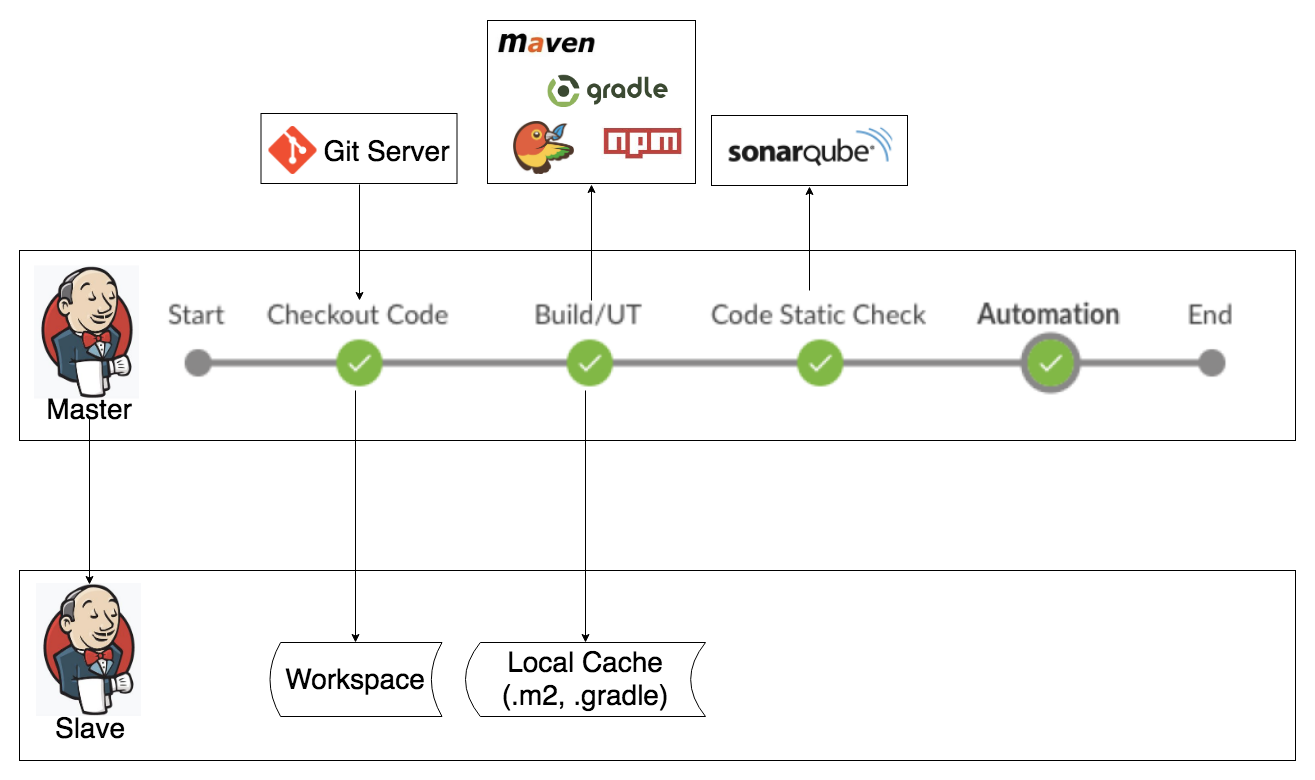 maven
gradle
npm
Git Server
sonarqube
Start
Checkout Code
Build/UT
Code Static Check
Automation
End
Master
Slave
Workspace
Local Cache
(.m2, .gradle)